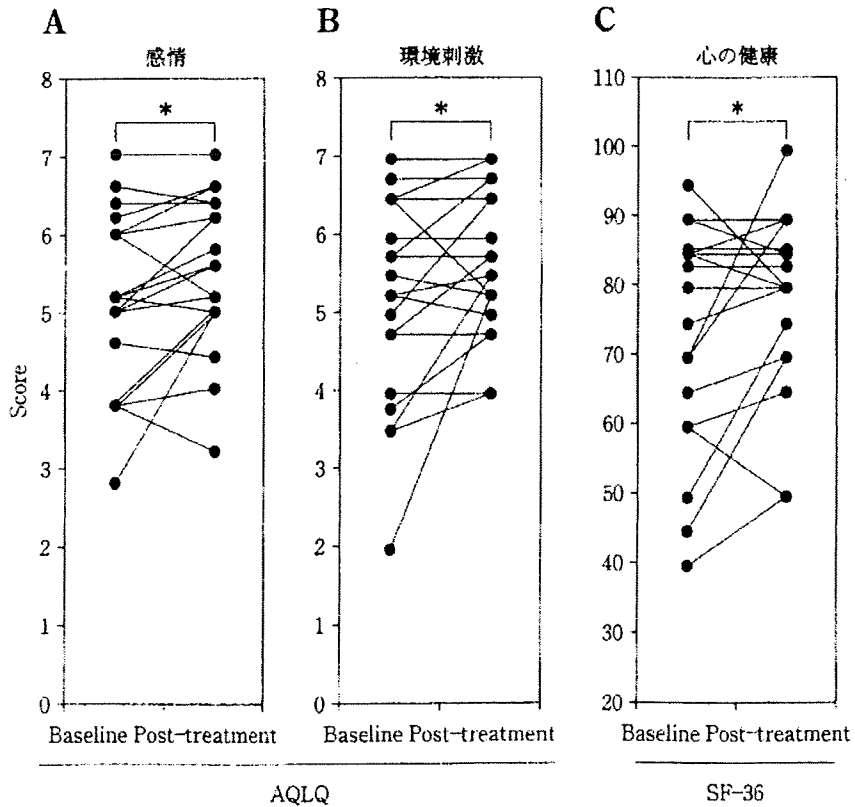 A
B
C
感情
環境刺激
心の健康
Score
8
7
6
5
4
3
2
1
0
*
8
7
6
5
4
3
2
1
0
*
110
100
90
80
70
60
50
40
30
20
*
Baseline Post-treatment
Baseline Post-treatment
Baseline Post-treatment
AQLQ
SF-36